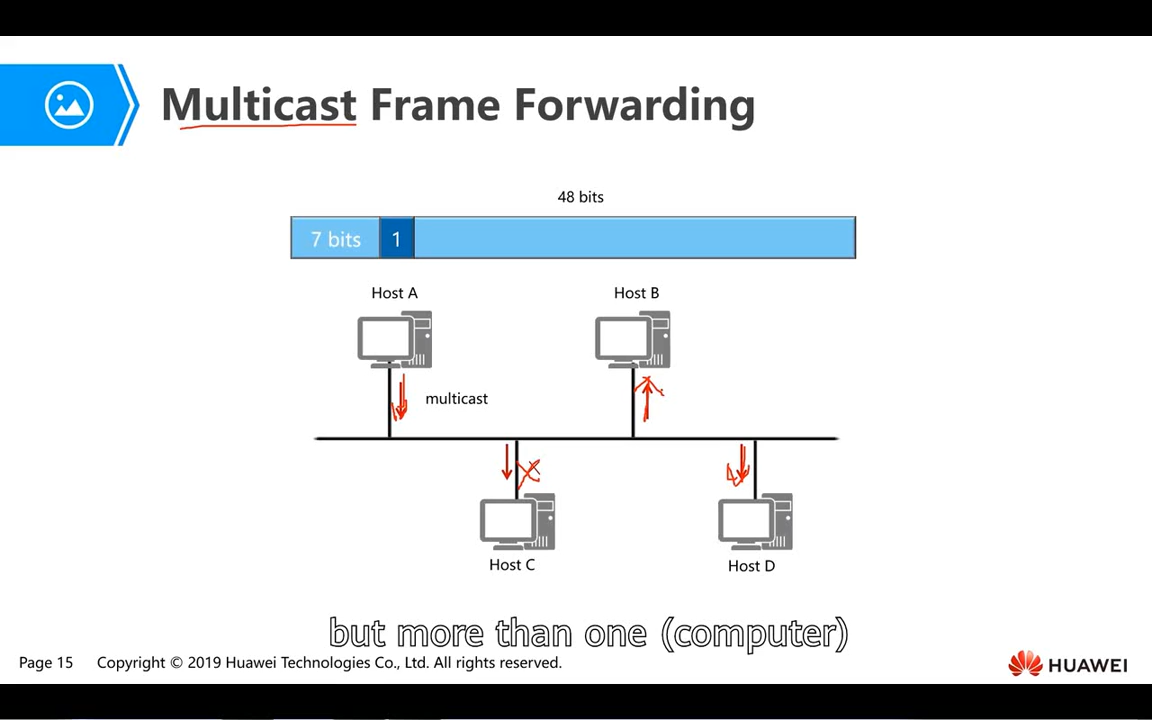 Multicast Frame Forwarding
48 bits
7 bits 1
Host A Host B
multicast
Host C Host D
but more than one (computer)
Page 15 Copyright © 2019 Huawei Technologies Co., Ltd. All rights reserved.
HUAWEI